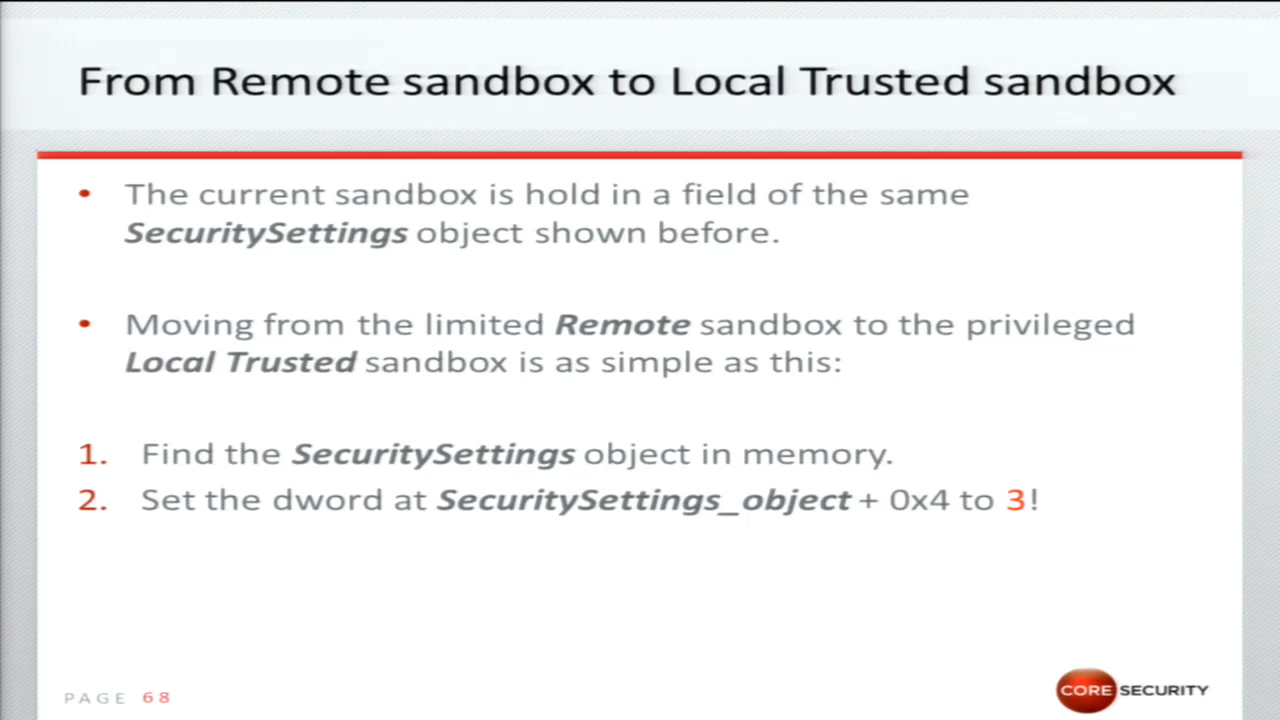 From Remote sandbox to Local Trusted sandbox
• The current sandbox is hold in a field of the same
SecuritySettings object shown before.
• Moving from the limited Remote sandbox to the privileged
Local Trusted sandbox is as simple as this:
1. Find the SecuritySettings object in memory.
2. Set the dword at SecuritySettings_object + 0x4 to 3!
PAGE 68
CORE SECURITY